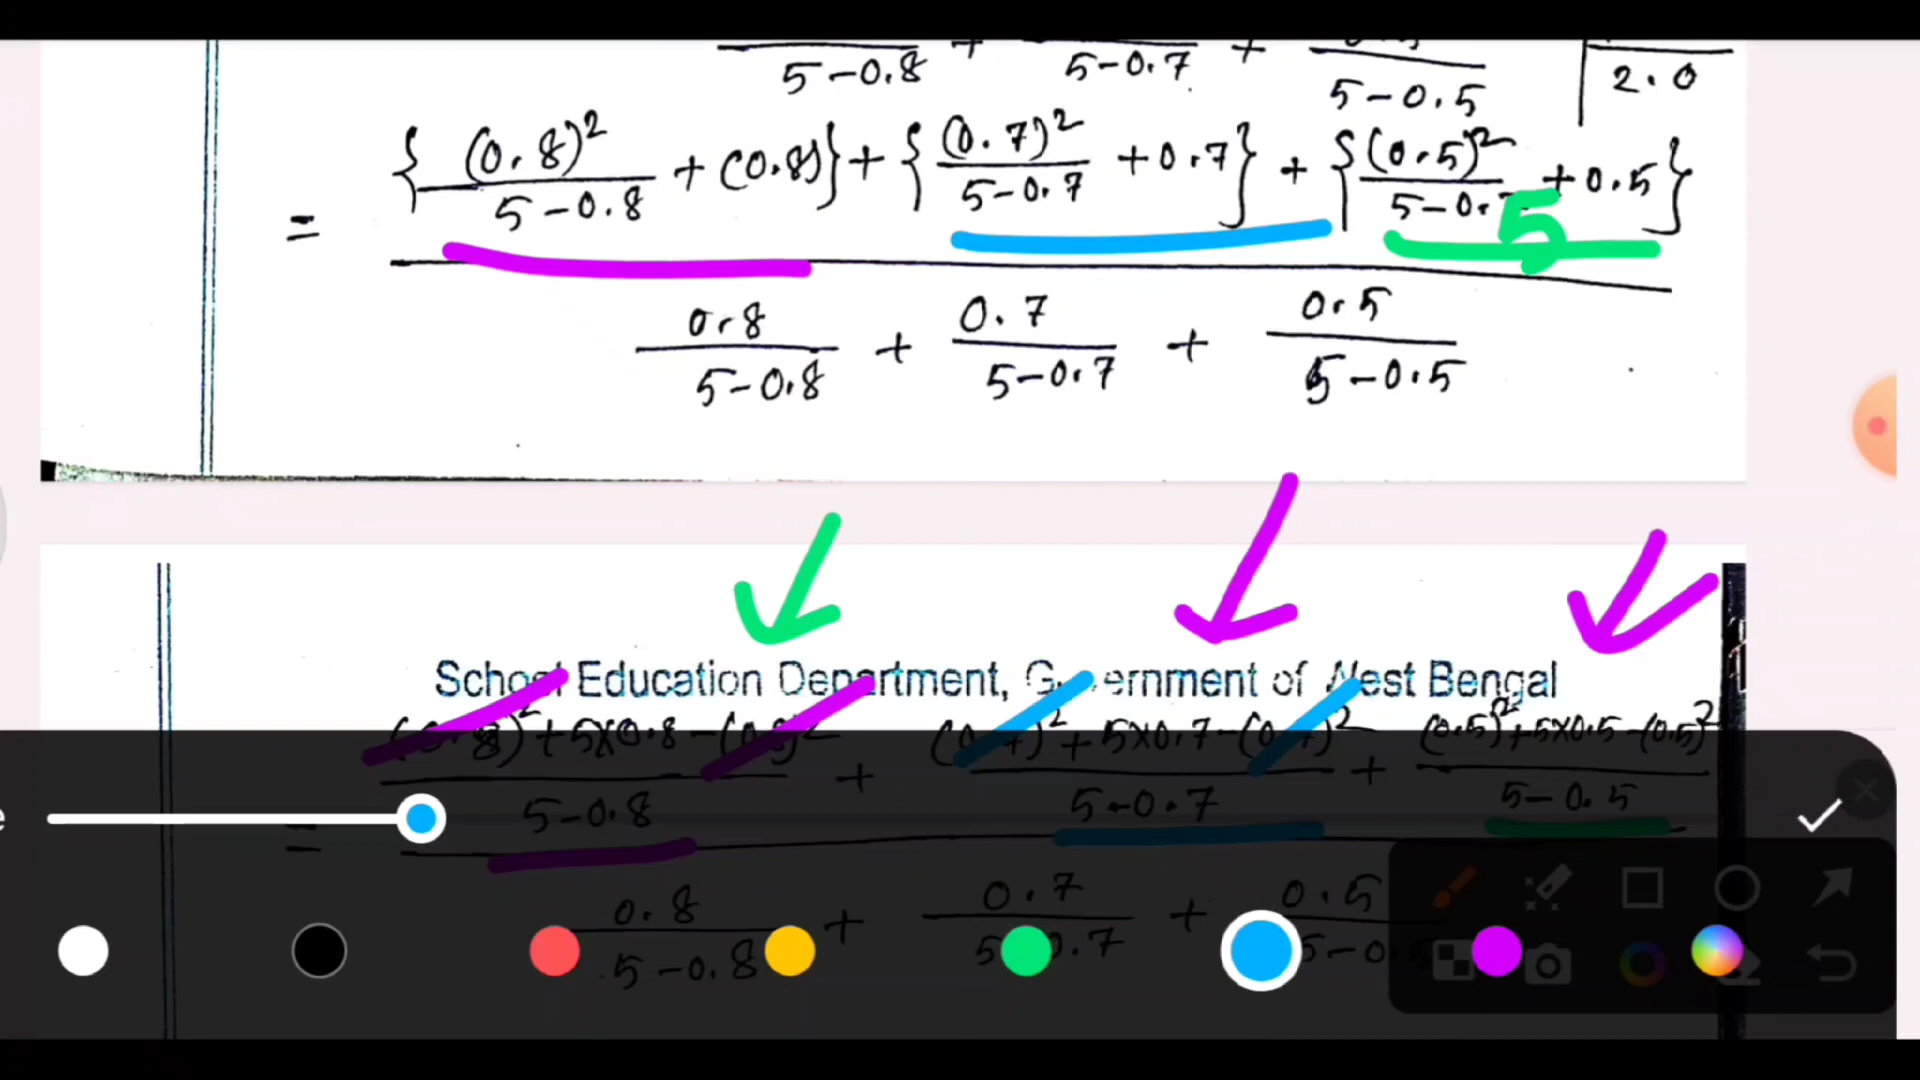 5-0.8 + 5-0.7 + 5-0.5 2.0
{(0.8)²/5-0.8 + (0.8)} + {(0.7)²/5-0.7 + 0.7} + {(0.5)²/5-0. + 0.5}
5
=
0.8/5-0.8 + 0.7/5-0.7 + 0.5/5-0.5
School Education Department, Government of West Bengal
(0.8)²+5×0.8-(0.8)²/5-0.8 + (0.7)²+5×0.7-(0.7)²/5-0.7 + (0.5)²+5×0.5-(0.5)²/5-0.5
=
0.8/5-0.8 + 0.7/5-0.7 + 0.5/5-0.5